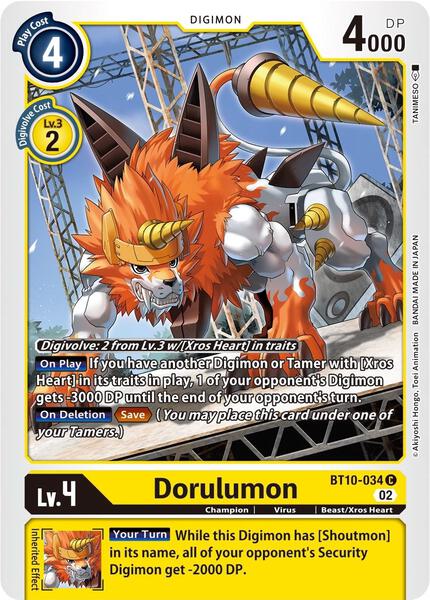 DIGIMON
Play Cost
4
DP
4000
TANIMESO
Digivolve Cost
Lv.3
2
Digivolve: 2 from Lv.3 w/[Xros Heart] in traits
On Play If you have another Digimon or Tamer with [Xros
Heart] in its traits in play, 1 of your opponent's Digimon
gets -3000 DP until the end of your opponent's turn.
On Deletion Save (You may place this card under one of
your Tamers.)
©Akiyoshi Hongo, Toei Animation BANDAI MADE IN JAPAN
Lv.4
Dorulumon
BT10-034 C
02
Champion Virus Beast/Xros Heart
Inherited Effect
Your Turn While this Digimon has [Shoutmon]
in its name, all of your opponent's Security
Digimon get -2000 DP.